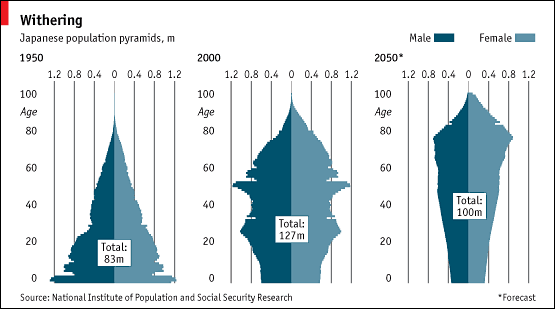 Withering
Japanese population pyramids, m
Male Female
1950 2000 2050*
1.2 0.8 0.4 0 0.4 0.8 1.2 1.2 0.8 0.4 0 0.4 0.8 1.2 1.2 0.8 0.4 0 0.4 0.8 1.2
100 100 100
Age Age Age
80 80 80
60 60 60
40 40 40
Total:
100m
Total:
127m
20 20 20
Total:
83m
0 0 0
Source: National Institute of Population and Social Security Research *Forecast